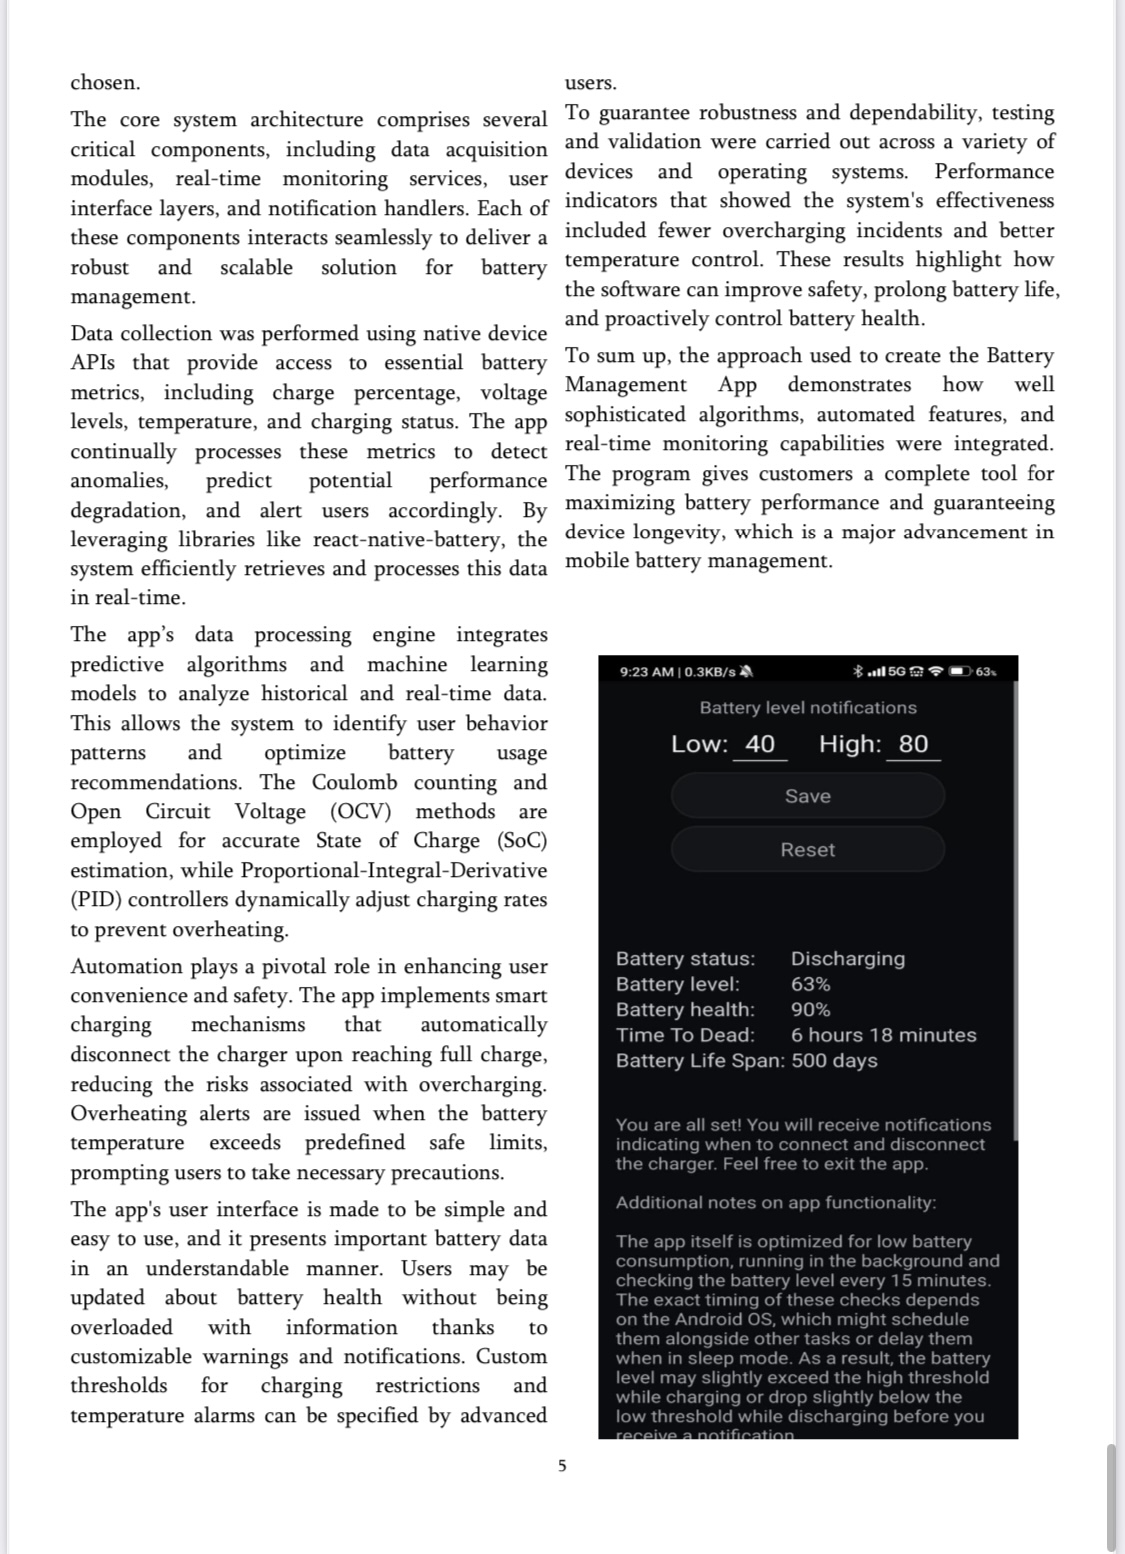 chosen.
The core system architecture comprises several
critical components, including data acquisition
modules, real-time monitoring services, user
interface layers, and notification handlers. Each of
these components interacts seamlessly to deliver a
robust and scalable solution for battery
management.
Data collection was performed using native device
APIs that provide access to essential battery
metrics, including charge percentage, voltage
levels, temperature, and charging status. The app
continually processes these metrics to detect
anomalies, predict potential performance
degradation, and alert users accordingly. By
leveraging libraries like react-native-battery, the
system efficiently retrieves and processes this data
in real-time.
The app’s data processing engine integrates
predictive algorithms and machine learning
models to analyze historical and real-time data.
This allows the system to identify user behavior
patterns and optimize battery usage
recommendations. The Coulomb counting and
Open Circuit Voltage (OCV) methods are
employed for accurate State of Charge (SoC)
estimation, while Proportional-Integral-Derivative
(PID) controllers dynamically adjust charging rates
to prevent overheating.
Automation plays a pivotal role in enhancing user
convenience and safety. The app implements smart
charging mechanisms that automatically
disconnect the charger upon reaching full charge,
reducing the risks associated with overcharging.
Overheating alerts are issued when the battery
temperature exceeds predefined safe limits,
prompting users to take necessary precautions.
The app's user interface is made to be simple and
easy to use, and it presents important battery data
in an understandable manner. Users may be
updated about battery health without being
overloaded with information thanks to
customizable warnings and notifications. Custom
thresholds for charging restrictions and
temperature alarms can be specified by advanced
users.
To guarantee robustness and dependability, testing
and validation were carried out across a variety of
devices and operating systems. Performance
indicators that showed the system's effectiveness
included fewer overcharging incidents and better
temperature control. These results highlight how
the software can improve safety, prolong battery life,
and proactively control battery health.
To sum up, the approach used to create the Battery
Management App demonstrates how well
sophisticated algorithms, automated features, and
real-time monitoring capabilities were integrated.
The program gives customers a complete tool for
maximizing battery performance and guaranteeing
device longevity, which is a major advancement in
mobile battery management.
9:23 AM | 0.3KB/s 5G 63%
Battery level notifications
Low: 40 High: 80
Save
Reset
Battery status: Discharging
Battery level: 63%
Battery health: 90%
Time To Dead: 6 hours 18 minutes
Battery Life Span: 500 days
You are all set! You will receive notifications
indicating when to connect and disconnect
the charger. Feel free to exit the app.
Additional notes on app functionality:
The app itself is optimized for low battery
consumption, running in the background and
checking the battery level every 15 minutes.
The exact timing of these checks depends
on the Android OS, which might schedule
them alongside other tasks or delay them
when in sleep mode. As a result, the battery
level may slightly exceed the high threshold
while charging or drop slightly below the
low threshold while discharging before you
receive a notification
5